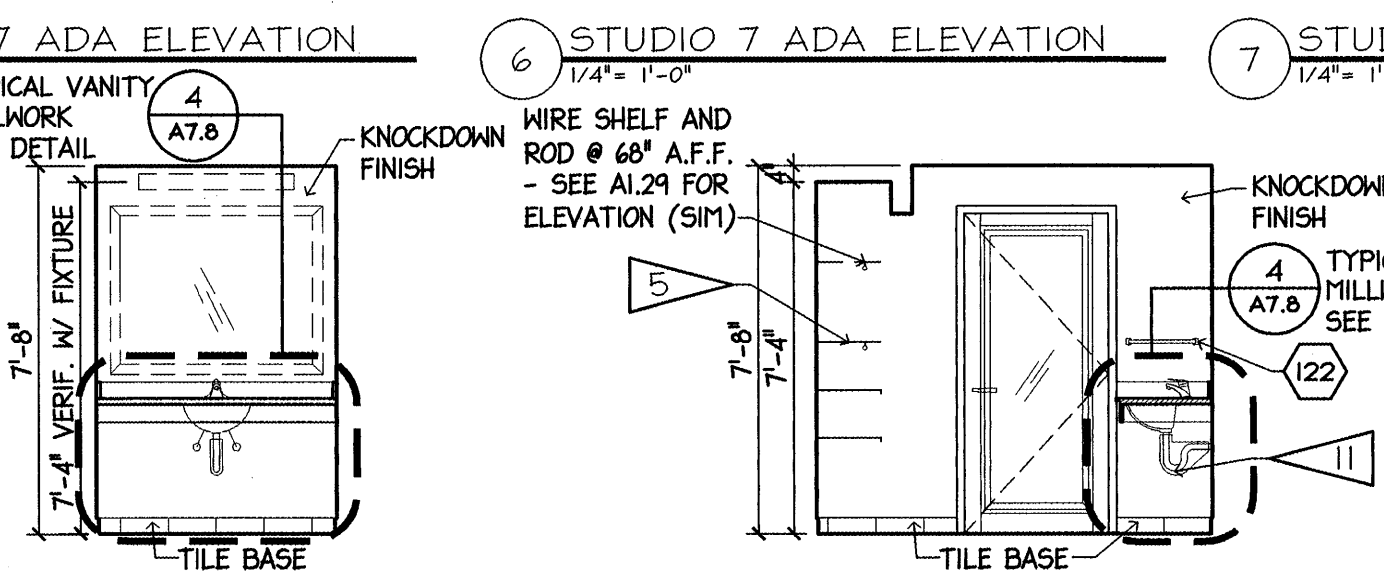 7 ADA ELEVATION
6
STUDIO 7 ADA ELEVATION
1/4"= 1'-0"
7
STUDI
1/4"= 1'
ICAL VANITY
LWORK
DETAIL
4
A7.8
KNOCKDOWN
FINISH
7'-8"
7'-4" VERIF. W/ FIXTURE
TILE BASE
WIRE SHELF AND
ROD @ 68" A.F.F.
- SEE A1.29 FOR
ELEVATION (SIM)
5
4"
7'-8"
7'-4"
KNOCKDOWN
FINISH
4
A7.8
TYPIC
MILL
SEE
122
11
TILE BASE